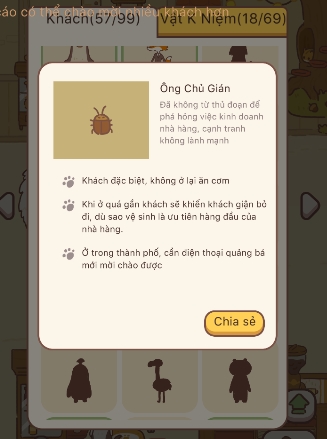 cáo có thể chào mời nhiều khách hơn
Khách(57/99)
Vật Kỷ Niệm(18/69)
Ông Chủ Gián
Đã không từ thủ đoạn để
phá hỏng việc kinh doanh
nhà hàng, cạnh tranh
không lành mạnh
Khách đặc biệt, không ở lại ăn cơm
Khi ở quá gần khách sẽ khiến khách giận bỏ
đi, dù sao vệ sinh là ưu tiên hàng đầu của
nhà hàng.
Ở trong thành phố, cần điện thoại quảng bá
mới mời chào được
Chia sẻ